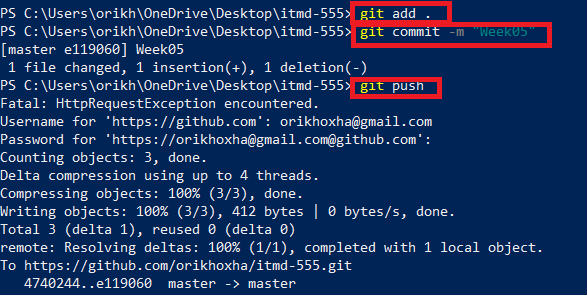 PS C:\Users\orikh\OneDrive\Desktop\itmd-555> git add .
PS C:\Users\orikh\OneDrive\Desktop\itmd-555> git commit -m "Week05"
[master e119060] Week05
 1 file changed, 1 insertion(+), 1 deletion(-)
PS C:\Users\orikh\OneDrive\Desktop\itmd-555> git push
Fatal: HttpRequestException encountered.
Username for 'https://github.com': orikhoxha@gmail.com
Password for 'https://orikhoxha@gmail.com@github.com':
Counting objects: 3, done.
Delta compression using up to 4 threads.
Compressing objects: 100% (3/3), done.
Writing objects: 100% (3/3), 412 bytes | 0 bytes/s, done.
Total 3 (delta 1), reused 0 (delta 0)
remote: Resolving deltas: 100% (1/1), completed with 1 local object.
To https://github.com/orikhoxha/itmd-555.git
   4740244..e119060  master -> master